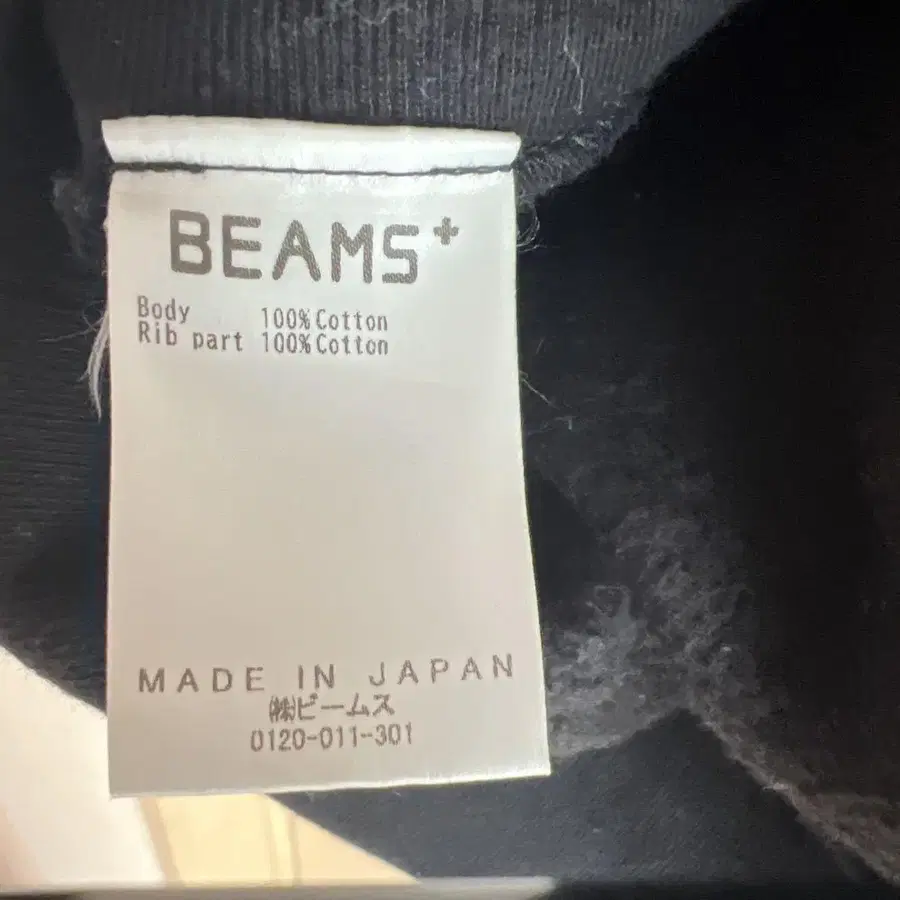 BEAMS+
Body 100%Cotton
Rib part 100%Cotton
MADE IN JAPAN
㈱ビームス
0120-011-301